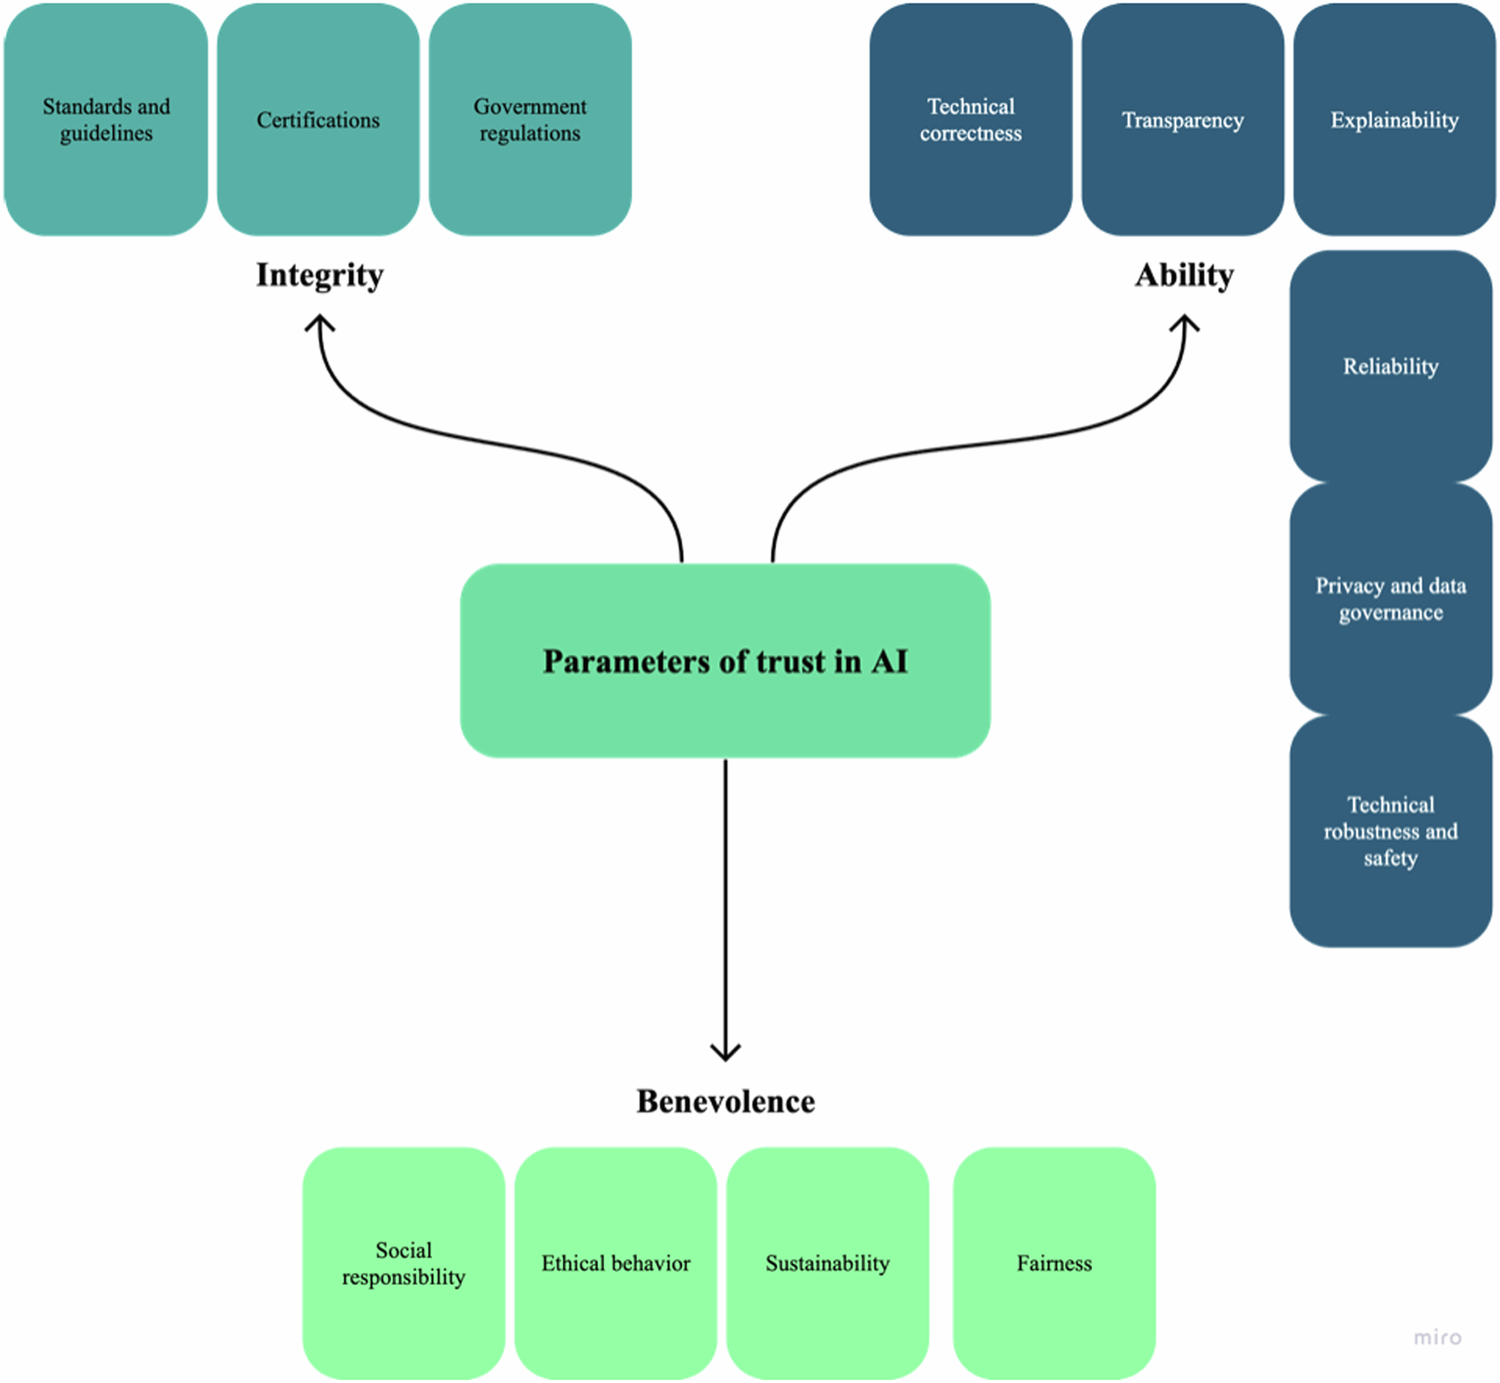 Standards and
guidelines
Certifications
Government
regulations
Integrity
Technical
correctness
Transparency
Explainability
Ability
Reliability
Privacy and data
governance
Technical
robustness and
safety
Parameters of trust in AI
Benevolence
Social
responsibility
Ethical behavior
Sustainability
Fairness
miro